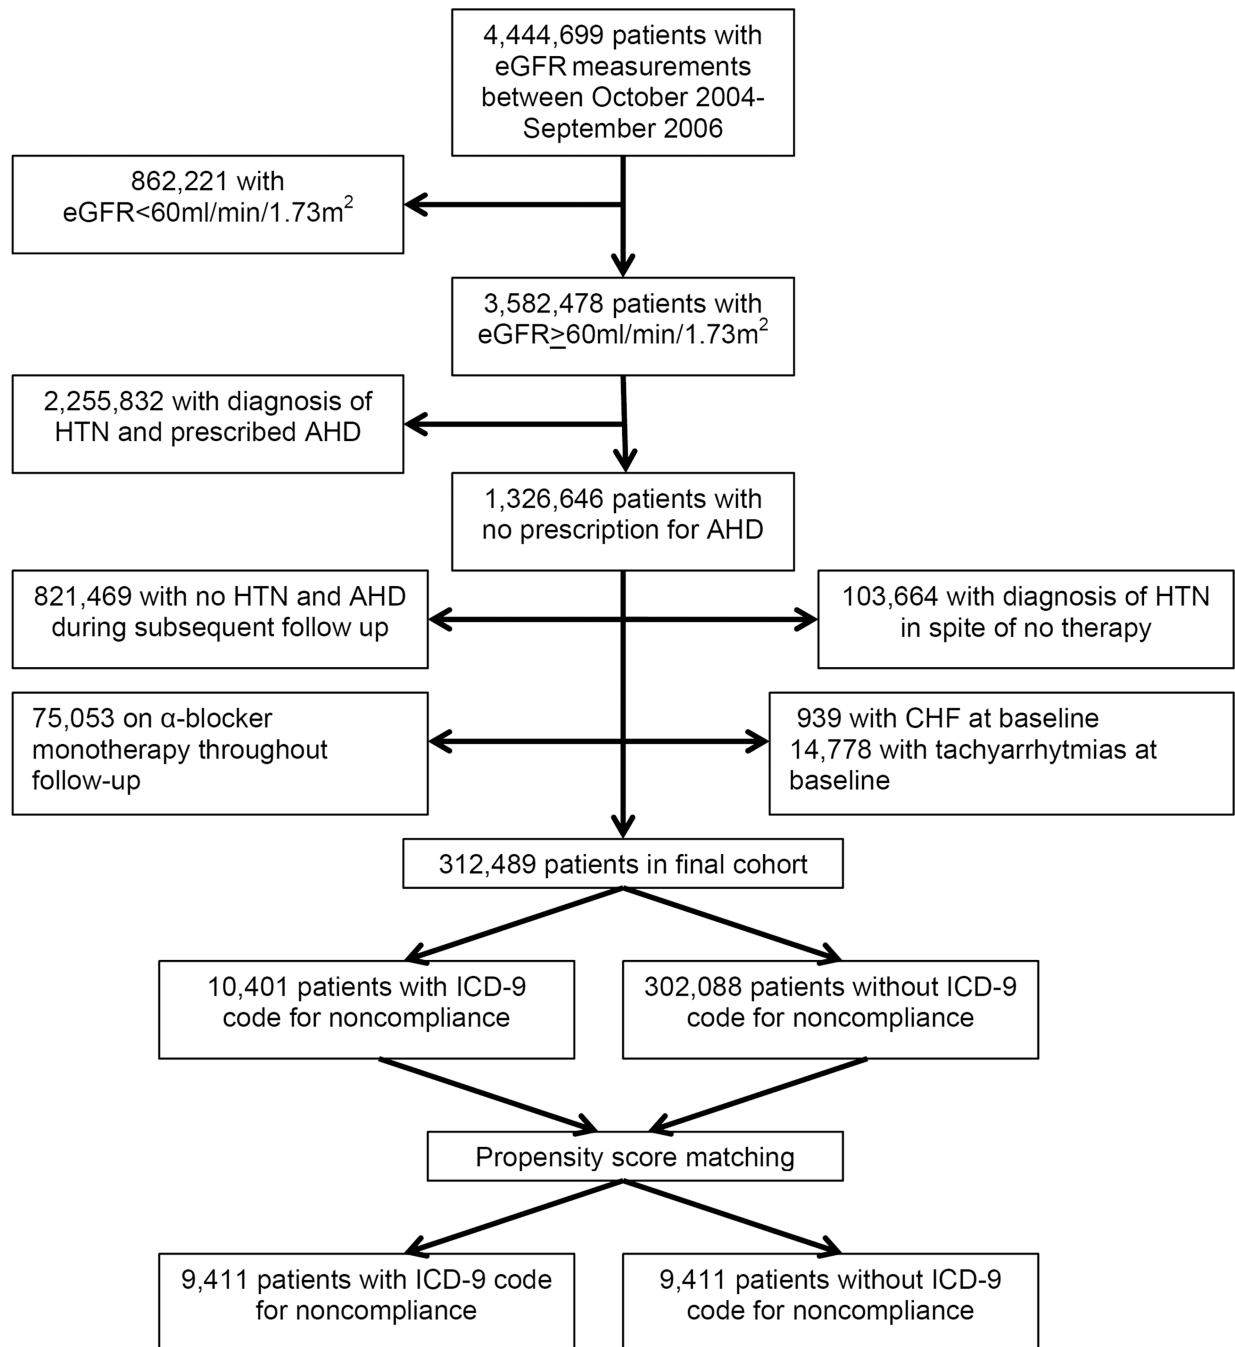 4,444,699 patients with
eGFR measurements
between October 2004-
September 2006
862,221 with
eGFR<60ml/min/1.73m²
3,582,478 patients with
eGFR≥60ml/min/1.73m²
2,255,832 with diagnosis of
HTN and prescribed AHD
1,326,646 patients with
no prescription for AHD
821,469 with no HTN and AHD
during subsequent follow up
103,664 with diagnosis of HTN
in spite of no therapy
75,053 on α-blocker
monotherapy throughout
follow-up
939 with CHF at baseline
14,778 with tachyarrhytmias at
baseline
312,489 patients in final cohort
10,401 patients with ICD-9
code for noncompliance
302,088 patients without ICD-9
code for noncompliance
Propensity score matching
9,411 patients with ICD-9 code
for noncompliance
9,411 patients without ICD-9
code for noncompliance